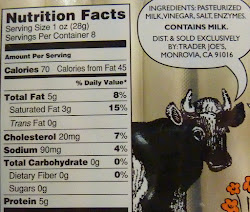 Nutrition Facts
Serving Size 1 oz (28g)
Servings Per Container 8
Amount Per Serving
Calories 70 Calories from Fat 45
% Daily Value*
Total Fat 5g 8%
Saturated Fat 3g 15%
Trans Fat 0g
Cholesterol 20mg 7%
Sodium 90mg 4%
Total Carbohydrate 0g 0%
Dietary Fiber 0g 0%
Sugars 0g
Protein 5g
INGREDIENTS: PASTEURIZED
MILK,VINEGAR, SALT,ENZYMES.
CONTAINS MILK.
DIST.& SOLD EXCLUSIVELY
BY:TRADER JOE'S,
MONROVIA, CA 91016